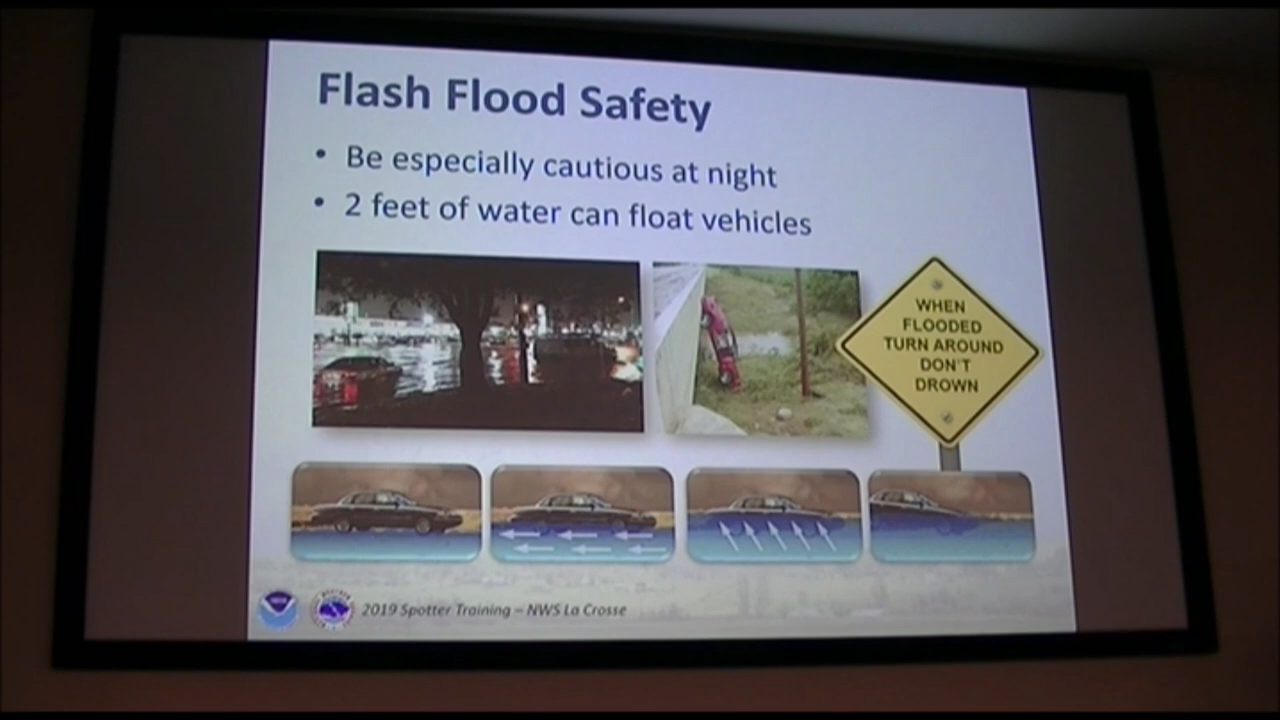 Flash Flood Safety
• Be especially cautious at night
• 2 feet of water can float vehicles
WHEN
FLOODED
TURN AROUND
DON'T
DROWN
2019 Spotter Training – NWS La Crosse